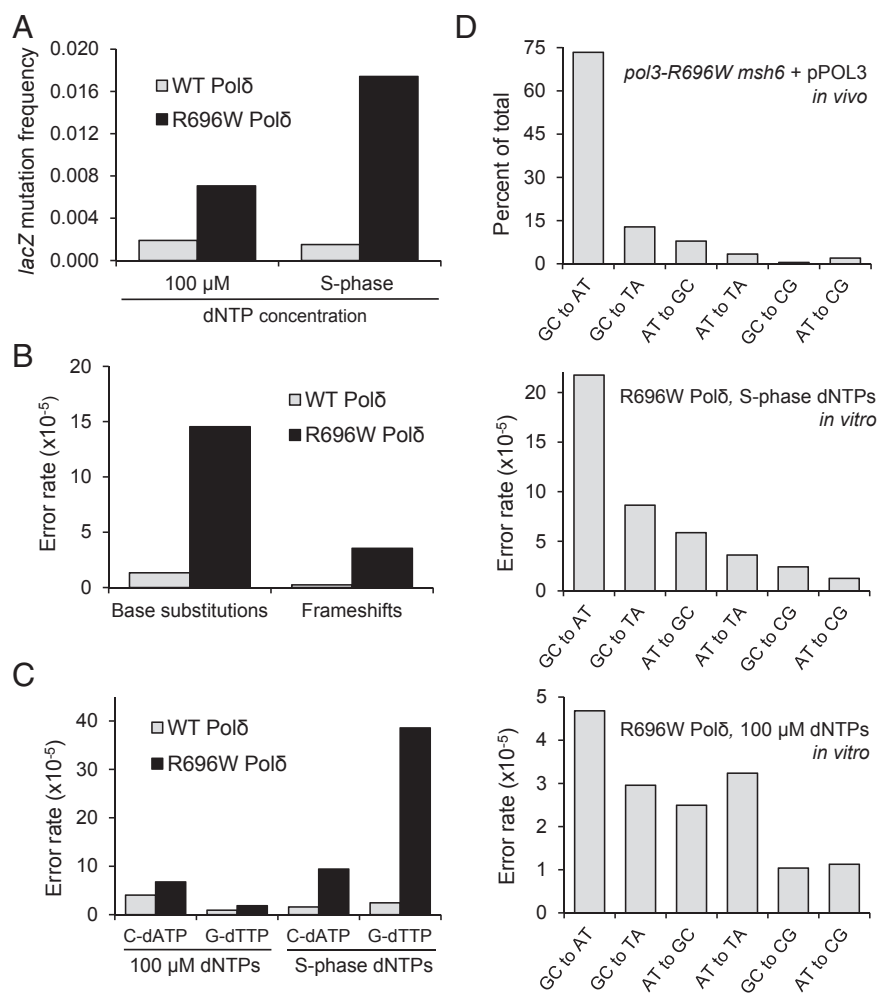 A
0.020
0.016
0.012
0.008
0.004
0.000
lacZ mutation frequency
WT Polδ
R696W Polδ
100 µM S-phase
dNTP concentration
B
20
15
10
5
0
Error rate (x10-5)
WT Polδ
R696W Polδ
Base substitutions Frameshifts
C
40
30
20
10
0
Error rate (x10-5)
WT Polδ
R696W Polδ
C-dATP G-dTTP C-dATP G-dTTP
100 µM dNTPs S-phase dNTPs
D
75
60
45
30
15
0
Percent of total
pol3-R696W msh6 + pPOL3
in vivo
GC to AT GC to TA AT to GC AT to TA GC to CG AT to CG
20
15
10
5
0
Error rate (x10-5)
R696W Polδ, S-phase dNTPs
in vitro
GC to AT GC to TA AT to GC AT to TA GC to CG AT to CG
5
4
3
2
1
0
Error rate (x10-5)
R696W Polδ, 100 µM dNTPs
in vitro
GC to AT GC to TA AT to GC AT to TA GC to CG AT to CG